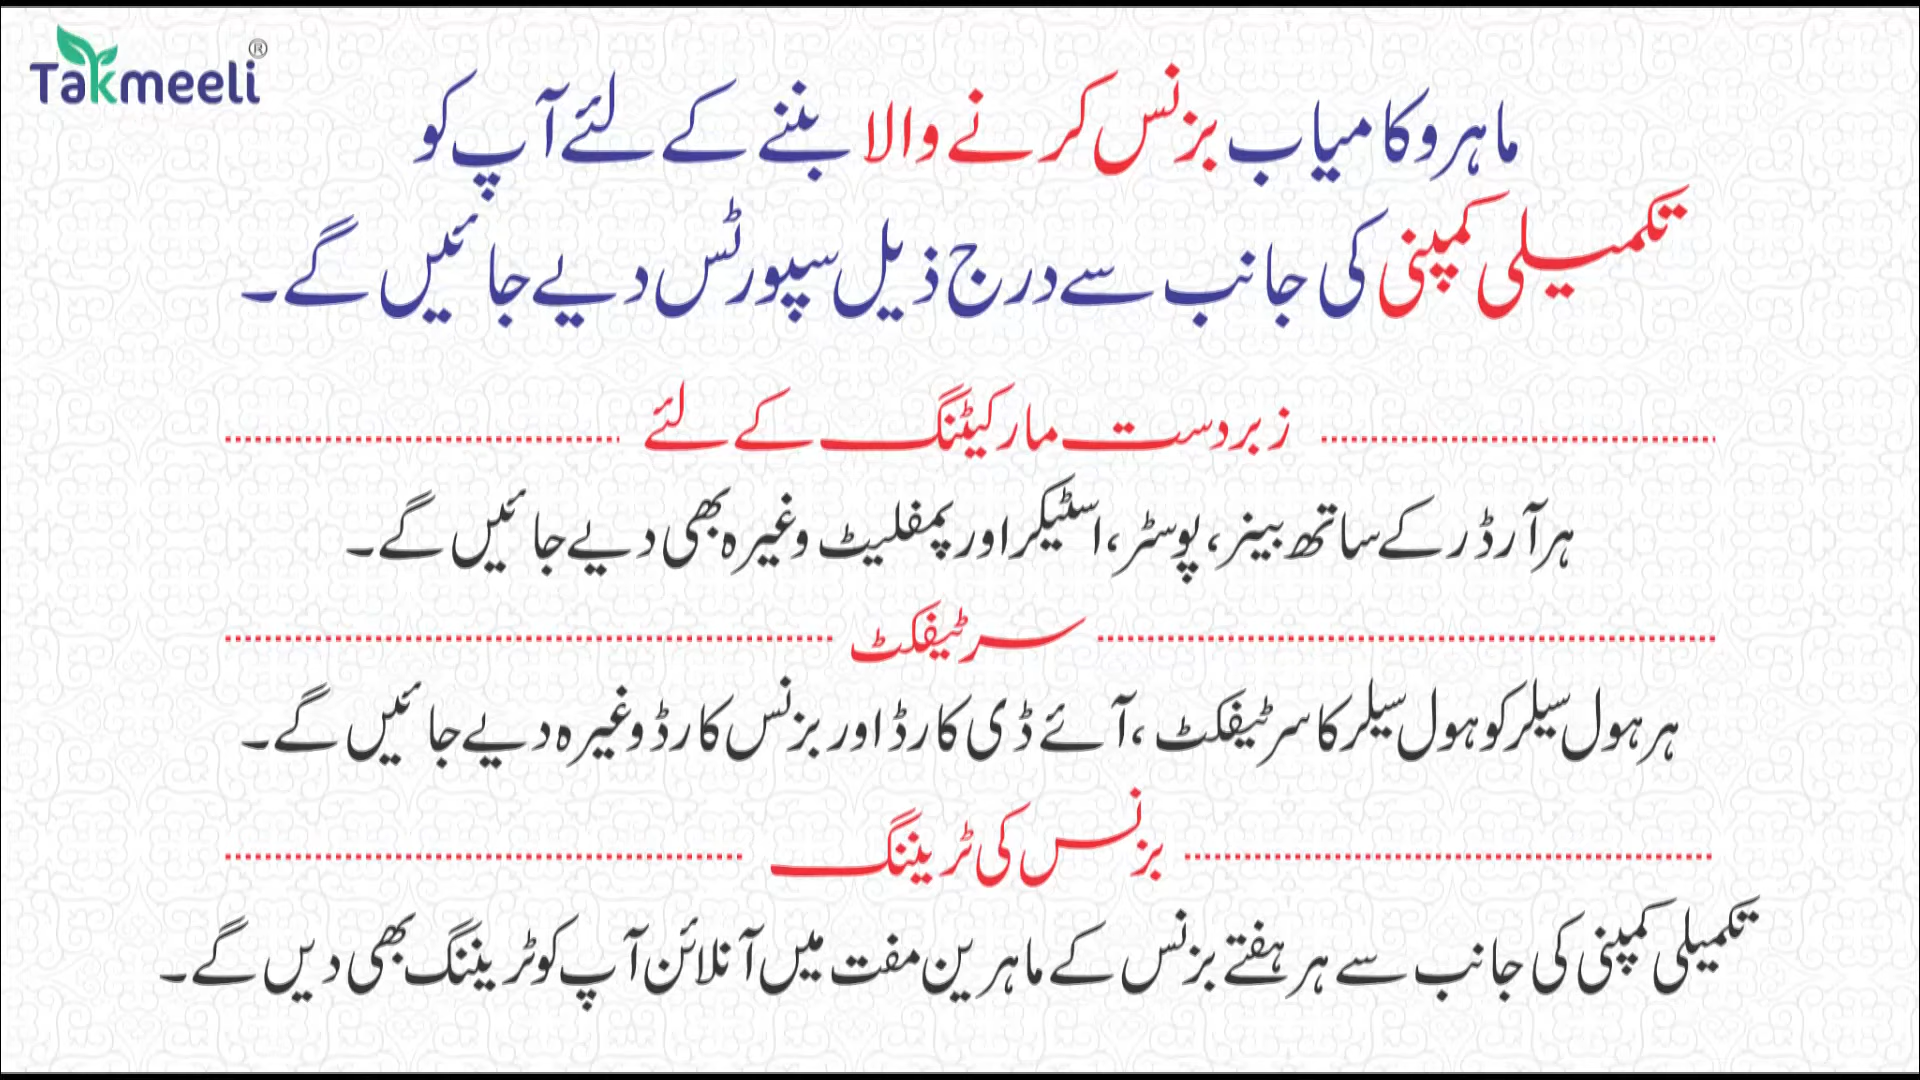 Takmeeli®
ماہر و کامیاب بزنس کرنے والا بننے کے لئے آپ کو
تکمیلی کمپنی کی جانب سے درج ذیل سپورٹس دیے جائیں گے۔
زبردست مارکیٹنگ کے لئے
ہر آرڈر کے ساتھ بینر، پوسٹر، اسٹیکر اور پمفلیٹ وغیرہ بھی دیے جائیں گے۔
سرٹیفکٹ
ہر ہول سیلر کو ہول سیلر کا سرٹیفکٹ ، آئے ڈی کارڈ اور بزنس کارڈ وغیرہ دیے جائیں گے۔
بزنس کی ٹریننگ
تکمیلی کمپنی کی جانب سے ہر ہفتے بزنس کے ماہرین مفت میں آنلائن آپ کو ٹریننگ بھی دیں گے۔